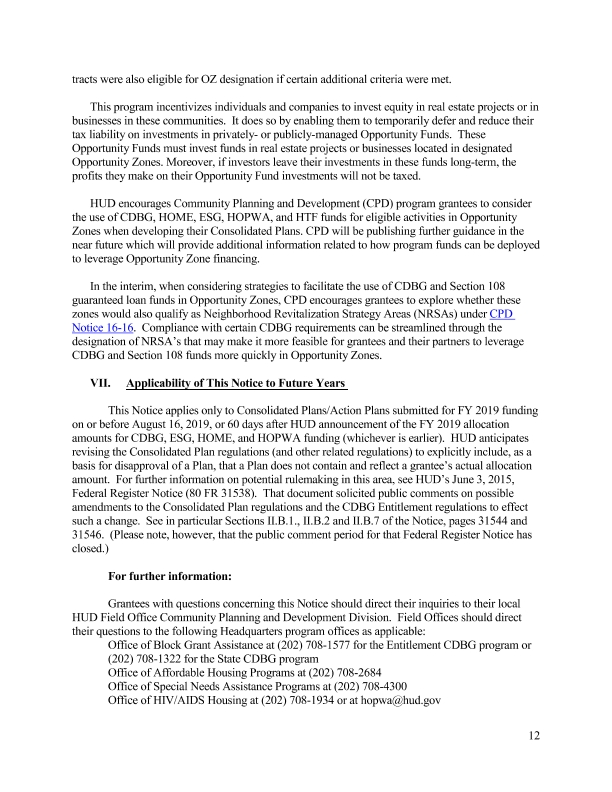 tracts were also eligible for OZ designation if certain additional criteria were met.
This program incentivizes individuals and companies to invest equity in real estate projects or in
businesses in these communities. It does so by enabling them to temporarily defer and reduce their
tax liability on investments in privately- or publicly-managed Opportunity Funds. These
Opportunity Funds must invest funds in real estate projects or businesses located in designated
Opportunity Zones. Moreover, if investors leave their investments in these funds long-term, the
profits they make on their Opportunity Fund investments will not be taxed.
HUD encourages Community Planning and Development (CPD) program grantees to consider
the use of CDBG, HOME, ESG, HOPWA, and HTF funds for eligible activities in Opportunity
Zones when developing their Consolidated Plans. CPD will be publishing further guidance in the
near future which will provide additional information related to how program funds can be deployed
to leverage Opportunity Zone financing.
In the interim, when considering strategies to facilitate the use of CDBG and Section 108
guaranteed loan funds in Opportunity Zones, CPD encourages grantees to explore whether these
zones would also qualify as Neighborhood Revitalization Strategy Areas (NRSAs) under CPD
Notice 16-16. Compliance with certain CDBG requirements can be streamlined through the
designation of NRSA's that may make it more feasible for grantees and their partners to leverage
CDBG and Section 108 funds more quickly in Opportunity Zones.
VII. Applicability of This Notice to Future Years
This Notice applies only to Consolidated Plans/Action Plans submitted for FY 2019 funding
on or before August 16, 2019, or 60 days after HUD announcement of the FY 2019 allocation
amounts for CDBG, ESG, HOME, and HOPWA funding (whichever is earlier). HUD anticipates
revising the Consolidated Plan regulations (and other related regulations) to explicitly include, as a
basis for disapproval of a Plan, that a Plan does not contain and reflect a grantee's actual allocation
amount. For further information on potential rulemaking in this area, see HUD's June 3, 2015,
Federal Register Notice (80 FR 31538). That document solicited public comments on possible
amendments to the Consolidated Plan regulations and the CDBG Entitlement regulations to effect
such a change. See in particular Sections II.B.1., II.B.2 and II.B.7 of the Notice, pages 31544 and
31546. (Please note, however, that the public comment period for that Federal Register Notice has
closed.)
For further information:
Grantees with questions concerning this Notice should direct their inquiries to their local
HUD Field Office Community Planning and Development Division. Field Offices should direct
their questions to the following Headquarters program offices as applicable:
Office of Block Grant Assistance at (202) 708-1577 for the Entitlement CDBG program or
(202) 708-1322 for the State CDBG program
Office of Affordable Housing Programs at (202) 708-2684
Office of Special Needs Assistance Programs at (202) 708-4300
Office of HIV/AIDS Housing at (202) 708-1934 or at hopwa@hud.gov
12